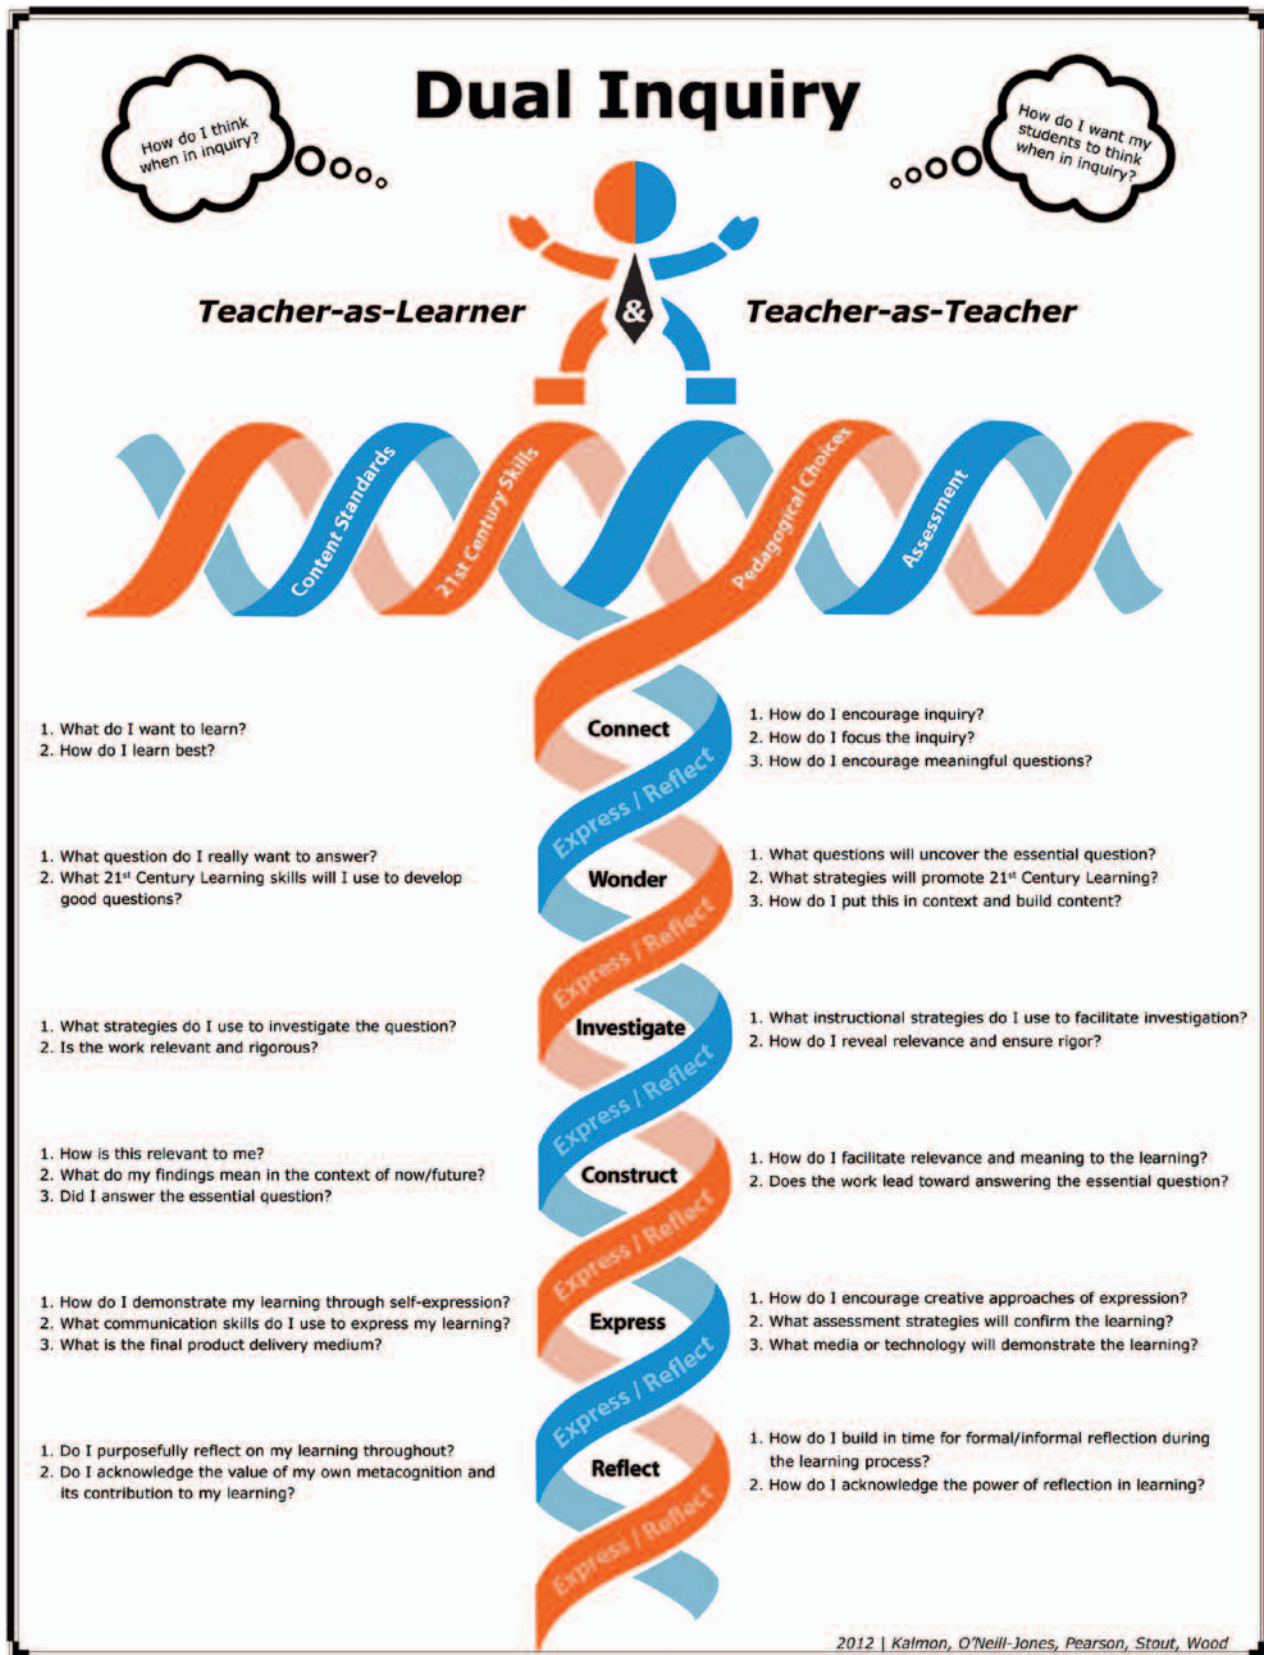 Dual Inquiry
How do I think
when in inquiry?
How do I want my
students to think
when in inquiry?
Teacher-as-Learner
&
Teacher-as-Teacher
Content Standards
21st Century Skills
Pedagogical Choices
Assessment
1. What do I want to learn?
2. How do I learn best?
Connect
1. How do I encourage inquiry?
2. How do I focus the inquiry?
3. How do I encourage meaningful questions?
Express / Reflect
1. What question do I really want to answer?
2. What 21st Century Learning skills will I use to develop
good questions?
Wonder
1. What questions will uncover the essential question?
2. What strategies will promote 21st Century Learning?
3. How do I put this in context and build content?
Express / Reflect
1. What strategies do I use to investigate the question?
2. Is the work relevant and rigorous?
Investigate
1. What instructional strategies do I use to facilitate investigation?
2. How do I reveal relevance and ensure rigor?
Express / Reflect
1. How is this relevant to me?
2. What do my findings mean in the context of now/future?
3. Did I answer the essential question?
Construct
1. How do I facilitate relevance and meaning to the learning?
2. Does the work lead toward answering the essential question?
Express / Reflect
1. How do I demonstrate my learning through self-expression?
2. What communication skills do I use to express my learning?
3. What is the final product delivery medium?
Express
1. How do I encourage creative approaches of expression?
2. What assessment strategies will confirm the learning?
3. What media or technology will demonstrate the learning?
Express / Reflect
1. Do I purposefully reflect on my learning throughout?
2. Do I acknowledge the value of my own metacognition and
its contribution to my learning?
Reflect
1. How do I build in time for formal/informal reflection during
the learning process?
2. How do I acknowledge the power of reflection in learning?
Express / Reflect
2012 | Kalmon, O'Neill-Jones, Pearson, Stout, Wood